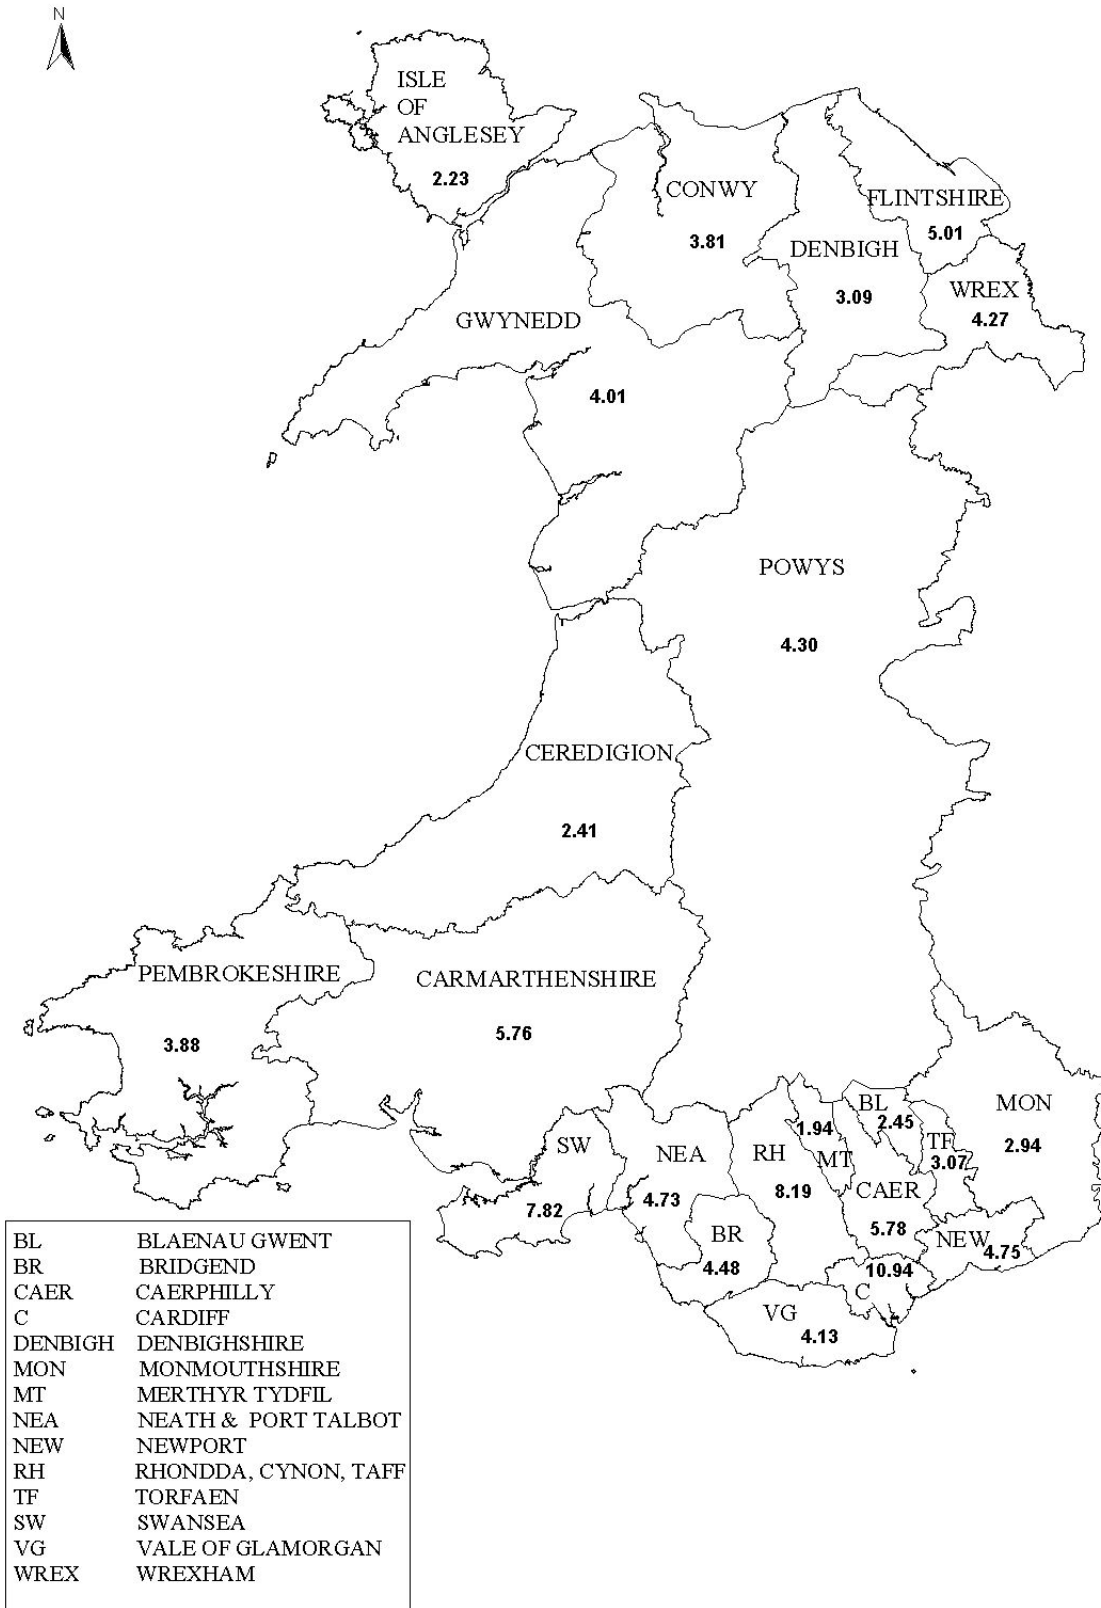 N
ISLE
OF
ANGLESEY
2.23
CONWY
3.81
FLINTSHIRE
5.01
DENBIGH
3.09
WREX
4.27
GWYNEDD
4.01
POWYS
4.30
CEREDIGION
2.41
PEMBROKESHIRE
3.88
CARMARTHENSHIRE
5.76
SW
7.82
NEA
4.73
BR
4.48
RH
8.19
1.94
MT
BL
2.45
TF
3.07
MON
2.94
CAER
5.78
NEW
4.75
10.94
C
VG
4.13
BL BLAENAU GWENT
BR BRIDGEND
CAER CAERPHILLY
C CARDIFF
DENBIGH DENBIGHSHIRE
MON MONMOUTHSHIRE
MT MERTHYR TYDFIL
NEA NEATH & PORT TALBOT
NEW NEWPORT
RH RHONDDA, CYNON, TAFF
TF TORFAEN
SW SWANSEA
VG VALE OF GLAMORGAN
WREX WREXHAM